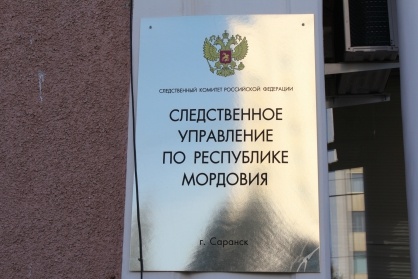 СЛЕДСТВЕННЫЙ КОМИТЕТ РОССИЙСКОЙ ФЕДЕРАЦИИ
СЛЕДСТВЕННОЕ
УПРАВЛЕНИЕ
ПО РЕСПУБЛИКЕ
МОРДОВИЯ
г. Саранск